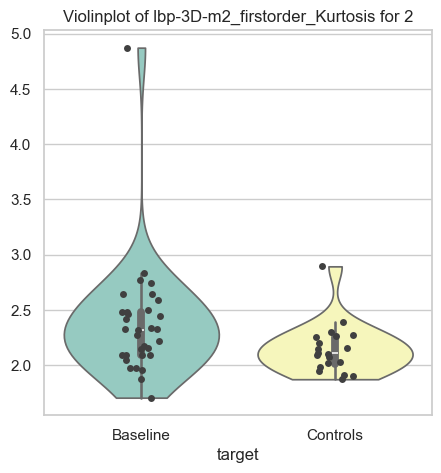 Violinplot of lbp-3D-m2_firstorder_Kurtosis for 2
5.0
4.5
4.0
3.5
3.0
2.5
2.0
Baseline
Controls
target